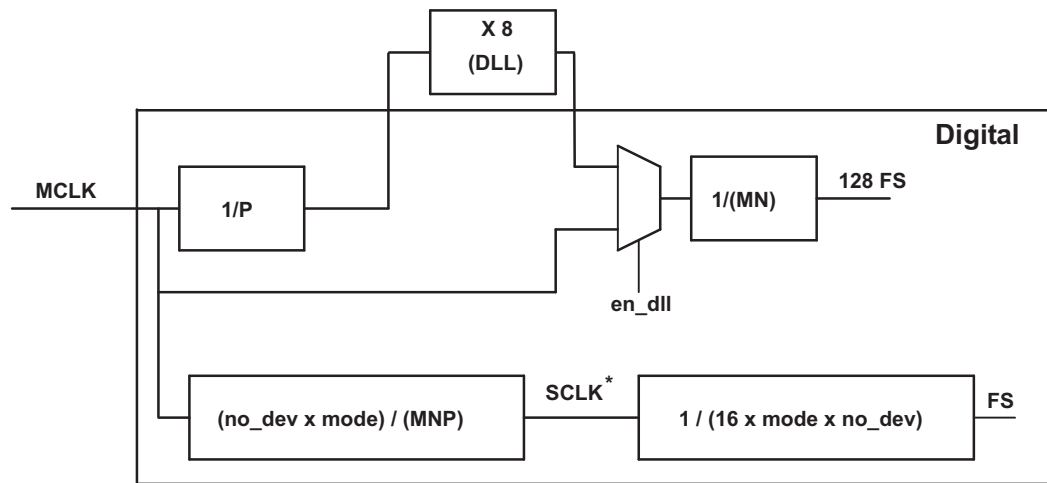 X 8
(DLL)
Digital
MCLK
1/P
1/(MN)
128 FS
en_dll
(no_dev x mode) / (MNP)
SCLK*
1 / (16 x mode x no_dev)
FS